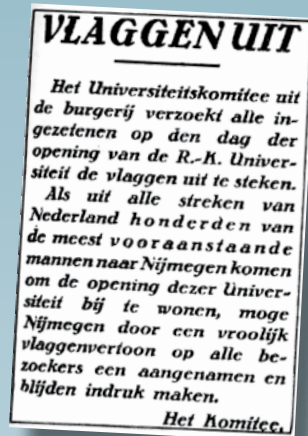 VLAGGEN UIT
Het Universiteitskomitee uit
de burgerij verzoekt alle in-
gezetenen op den dag der
opening van de R.-K. Univer-
siteit de vlaggen uit te steken.
Als uit alle streken van
Nederland honderden van
de meest vooraanstaande
mannen naar Nijmegen komen
om de opening dezer Univer-
siteit bij te wonen, moge
Nijmegen door een vroolijk
vlaggenvertoon op alle be-
zoekers een aangenamen en
blijden indruk maken.
Het Komitee.